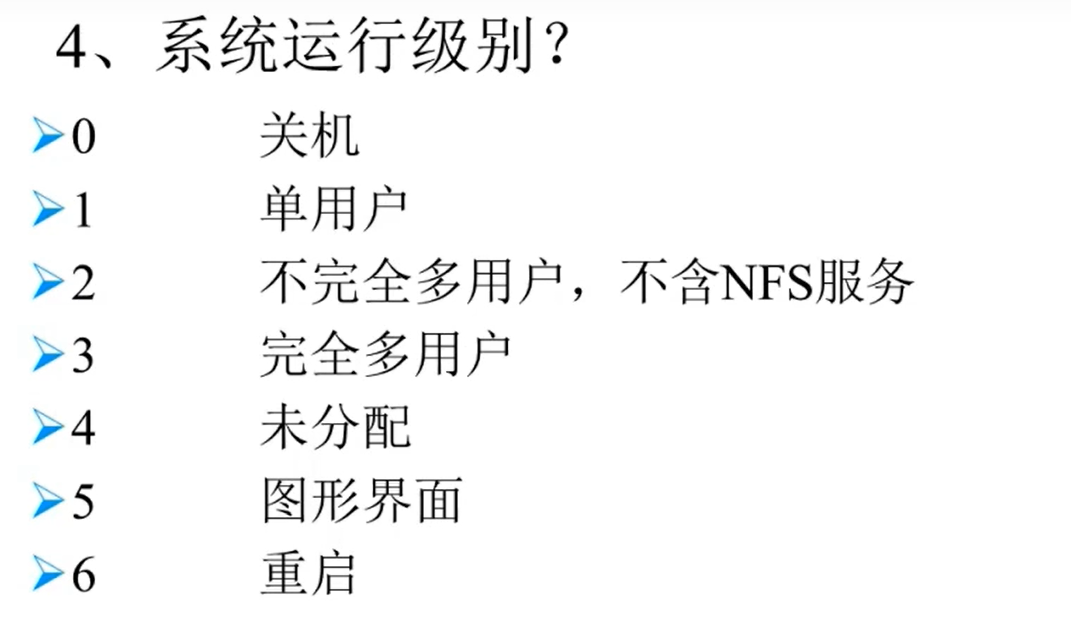 4、系统运行级别？
➢0 关机
➢1 单用户
➢2 不完全多用户，不含NFS服务
➢3 完全多用户
➢4 未分配
➢5 图形界面
➢6 重启